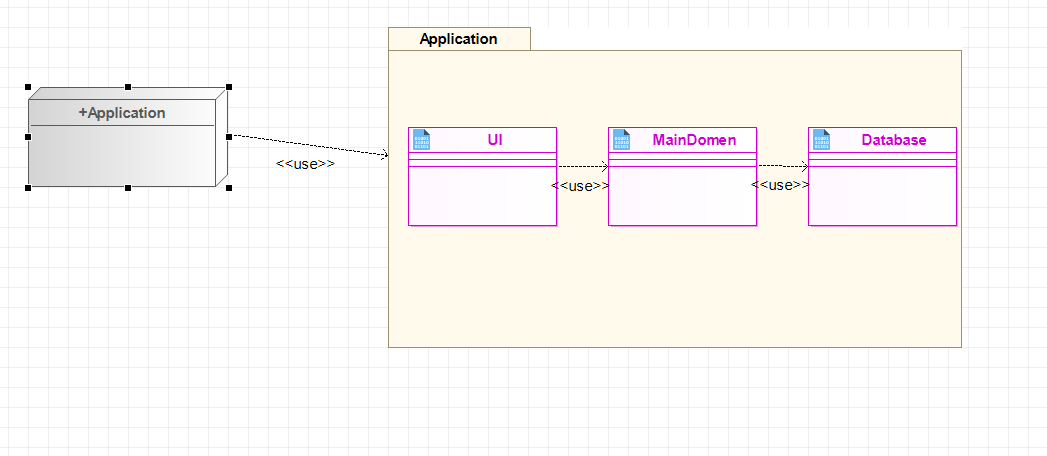 Application
+Application
<<use>>
UI
MainDomen
Database
<<use>>
<<use>>